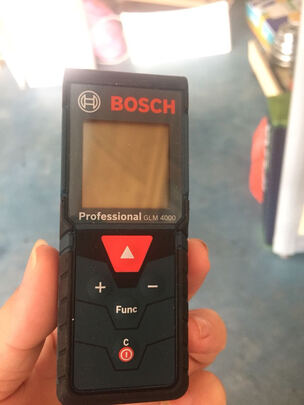 BOSCH
Professional GLM 4000
+ −
Func
C